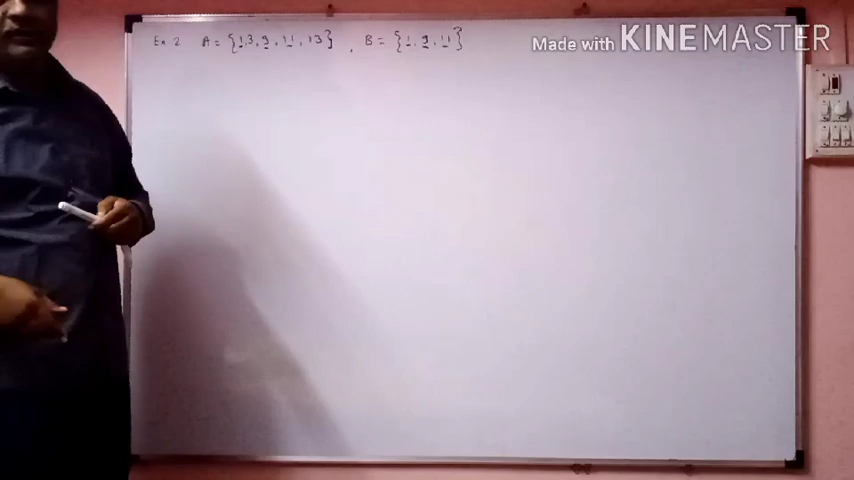 Ex 2 A = {1,3,9,11,13} , B = {1,9,11}
Made with KINEMASTER